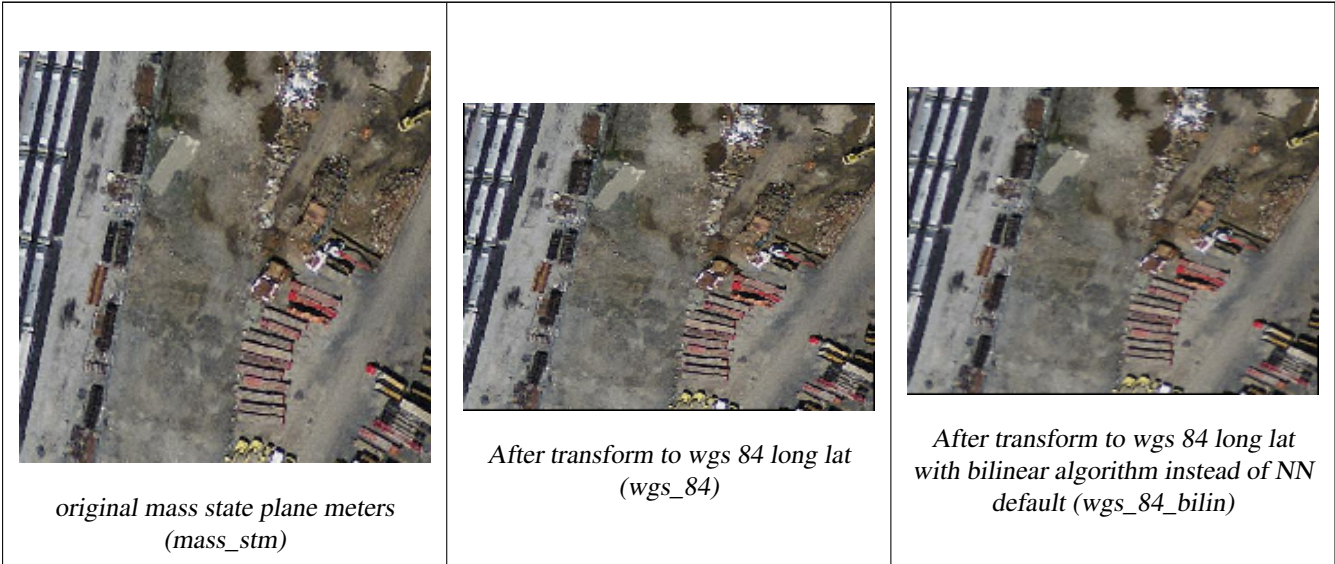 original mass state plane meters
(mass_stm)
After transform to wgs 84 long lat
(wgs_84)
After transform to wgs 84 long lat
with bilinear algorithm instead of NN
default (wgs_84_bilin)